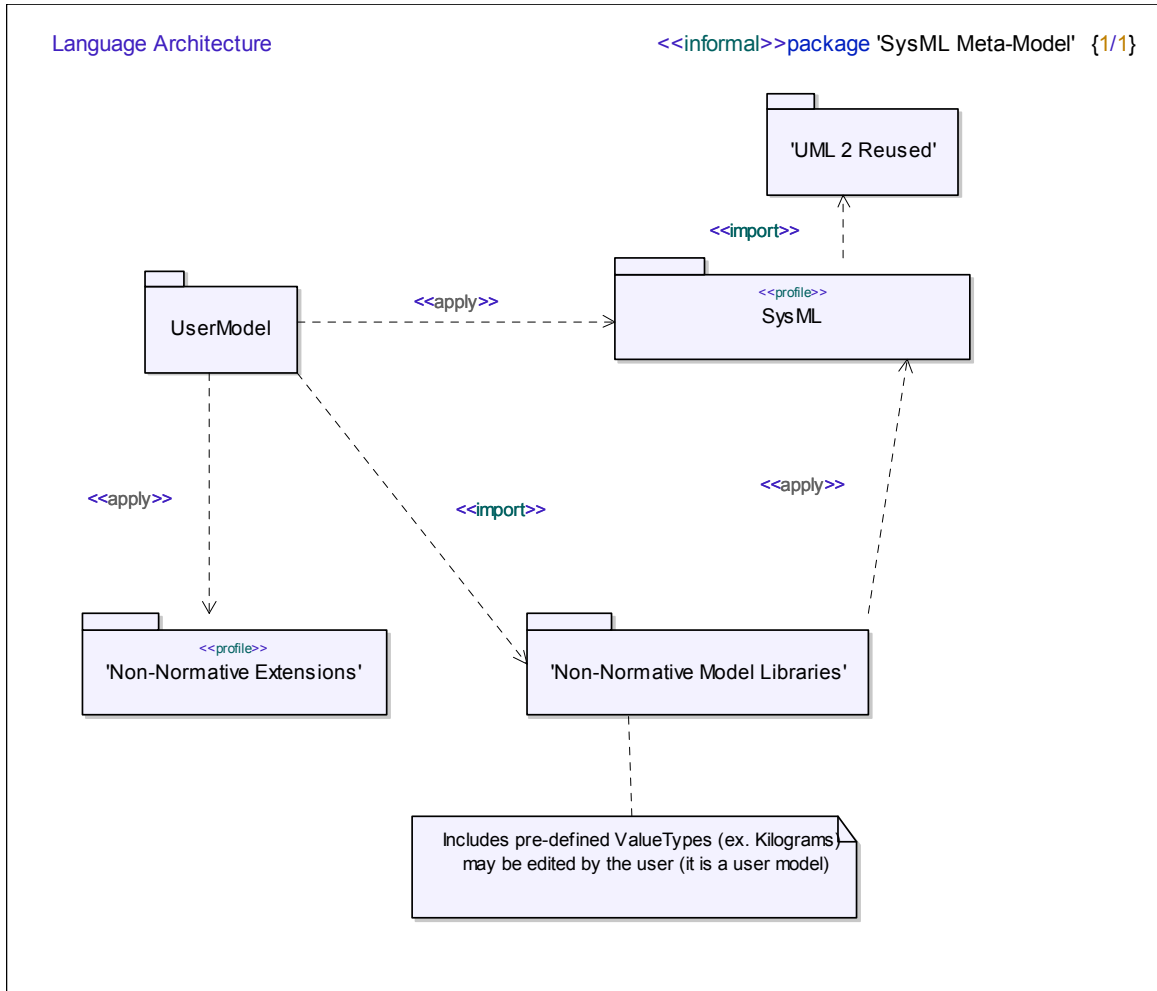 Language Architecture
<<informal>>package 'SysML Meta-Model' {1/1}
'UML 2 Reused'
<<import>>
<<profile>>
SysML
<<apply>>
UserModel
<<apply>>
<<import>>
<<apply>>
<<profile>>
'Non-Normative Extensions'
'Non-Normative Model Libraries'
Includes pre-defined ValueTypes (ex. Kilograms)
may be edited by the user (it is a user model)